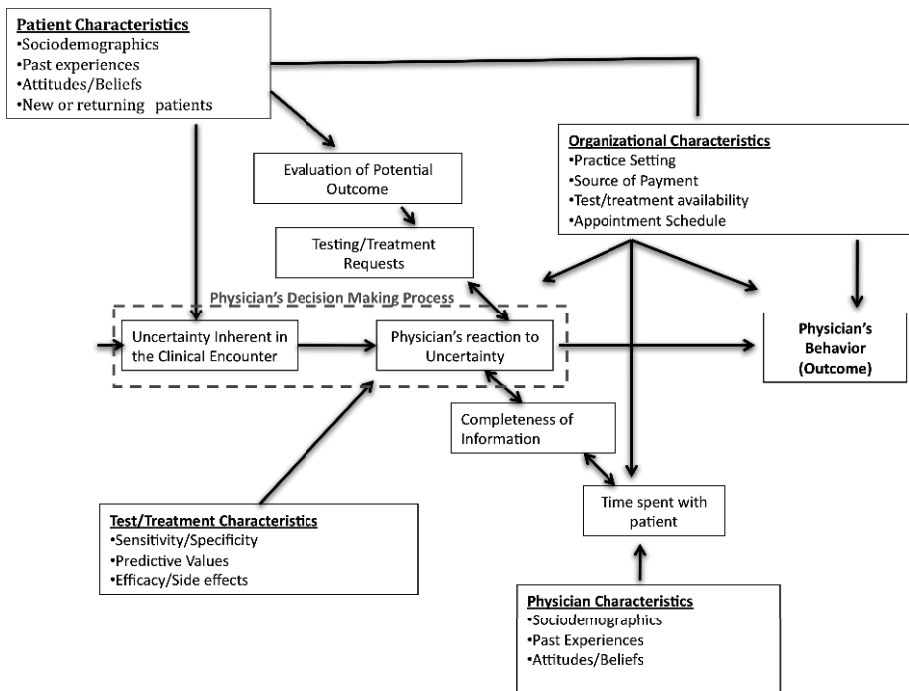 Patient Characteristics
•Sociodemographics
•Past experiences
•Attitudes/Beliefs
•New or returning patients
Organizational Characteristics
•Practice Setting
•Source of Payment
•Test/treatment availability
•Appointment Schedule
Evaluation of Potential
Outcome
Testing/Treatment
Requests
Physician's Decision Making Process
Uncertainty Inherent in
the Clinical Encounter
Physician's reaction to
Uncertainty
Physician's
Behavior
(Outcome)
Completeness of
Information
Time spent with
patient
Test/Treatment Characteristics
•Sensitivity/Specificity
•Predictive Values
•Efficacy/Side effects
Physician Characteristics
•Sociodemographics
•Past Experiences
•Attitudes/Beliefs